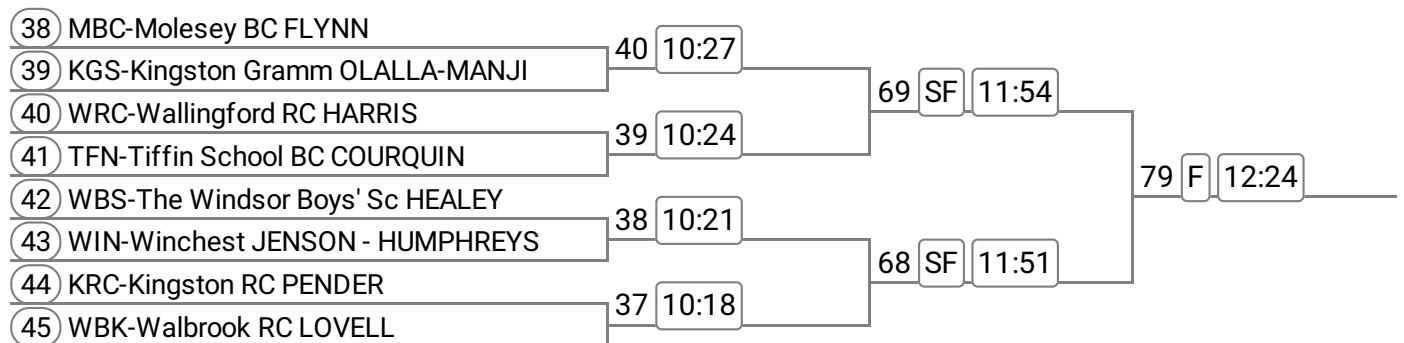 38 MBC-Molesey BC FLYNN
40 10:27
39 KGS-Kingston Gramm OLALLA-MANJI
69 SF 11:54
40 WRC-Wallingford RC HARRIS
39 10:24
41 TFN-Tiffin School BC COURQUIN
79 F 12:24
42 WBS-The Windsor Boys' Sc HEALEY
38 10:21
43 WIN-Winchest JENSON - HUMPHREYS
68 SF 11:51
44 KRC-Kingston RC PENDER
37 10:18
45 WBK-Walbrook RC LOVELL